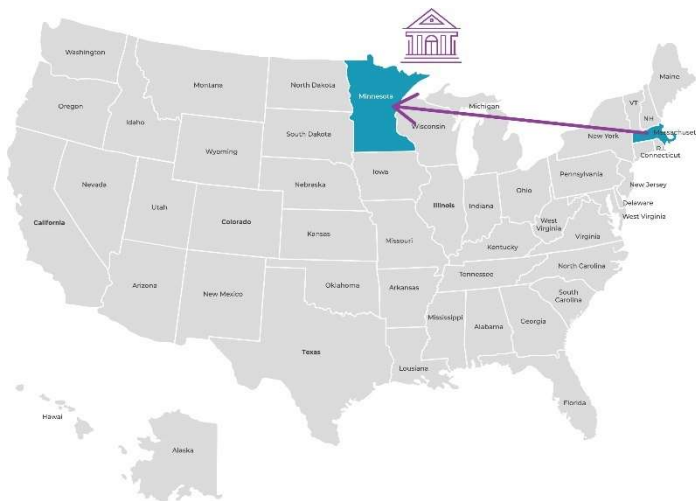 Washington
Montana
North Dakota
Minnesota
Maine
Oregon
Idaho
Michigan
VT
NH
South Dakota
Wisconsin
Massachuset
New York
R.I.
Connecticut
Wyoming
Iowa
Pennsylvania
Nevada
Nebraska
New Jersey
Utah
Colorado
Illinois
Indiana
Ohio
Delaware
West Virginia
California
Kansas
Missouri
West
Virginia
Virginia
Kentucky
Arizona
New Mexico
Oklahoma
Arkansas
Tennessee
North Carolina
South
Carolina
Mississippi
Alabama
Georgia
Texas
Lousiana
Florida
Hawai
Alaska